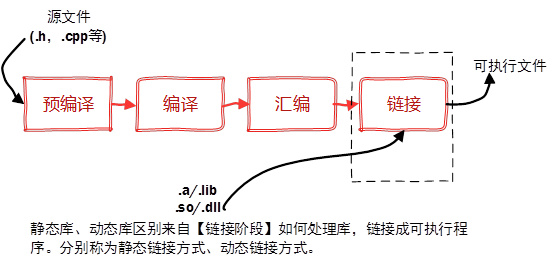 源文件
(.h，.cpp等)
可执行文件
预编译
编译
汇编
链接
.a/.lib
.so/.dll
静态库、动态库区别来自【链接阶段】如何处理库，链接成可执行程
序。分别称为静态链接方式、动态链接方式。